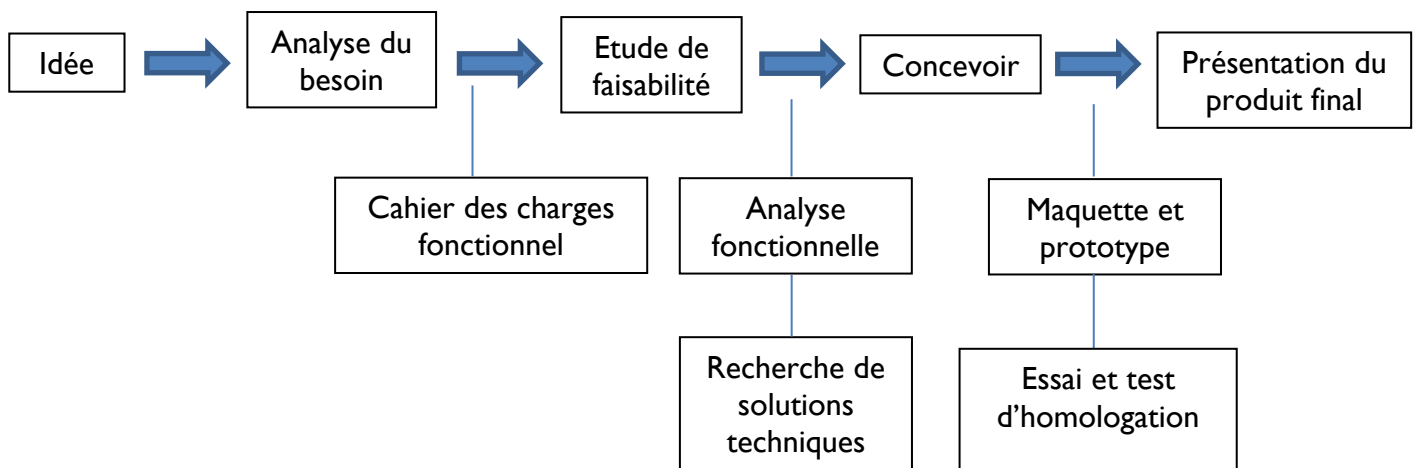 Idée
Analyse du
besoin
Etude de
faisabilité
Concevoir
Présentation du
produit final
Cahier des charges
fonctionnel
Analyse
fonctionnelle
Maquette et
prototype
Recherche de
solutions
techniques
Essai et test
d'homologation